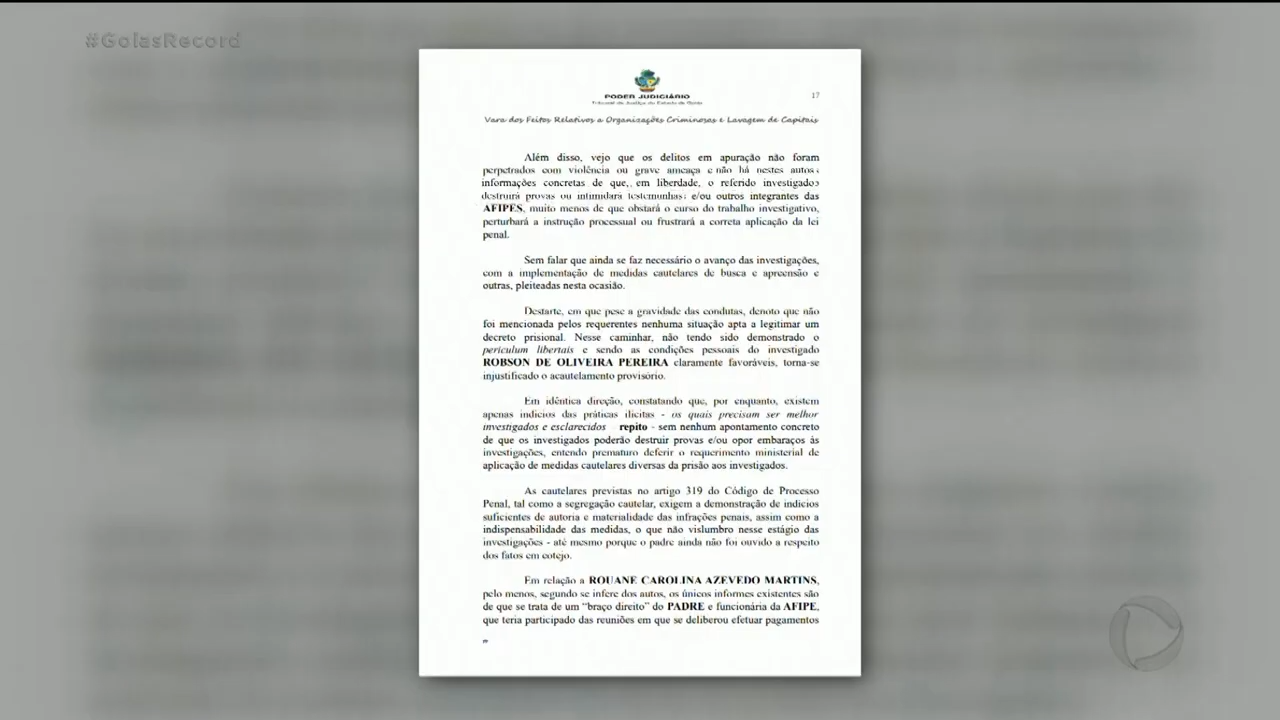 #GoiasRecord
PODER JUDICIÁRIO
Tribunal de Justiça do Estado de Goiás
17
Vara dos Feitos Relativos a Organizações Criminosas e Lavagem de Capitais
Além disso, vejo que os delitos em apuração não foram
perpetrados com violência ou grave ameaça e não há nestes autos
informações concretas de que, em liberdade, o referido investigado
destruirá provas ou intimidará testemunhas e/ou outros integrantes das
AFIPES, muito menos de que obstará o curso do trabalho investigativo,
perturbará a instrução processual ou frustrará a correta aplicação da lei
penal.
Sem falar que ainda se faz necessário o avanço das investigações,
com a implementação de medidas cautelares de busca e apreensão e
outras, pleiteadas nesta ocasião.
Destarte, em que pese a gravidade das condutas, denoto que não
foi mencionada pelos requerentes nenhuma situação apta a legitimar um
decreto prisional. Nesse caminhar, não tendo sido demonstrado o
periculum libertais e sendo as condições pessoais do investigado
ROBSON DE OLIVEIRA PEREIRA claramente favoráveis, torna-se
injustificado o acautelamento provisório.
Em idêntica direção, constatando que, por enquanto, existem
apenas indícios das práticas ilícitas - os quais precisam ser melhor
investigados e esclarecidos - repito - sem nenhum apontamento concreto
de que os investigados poderão destruir provas e/ou opor embaraços às
investigações, entendo prematuro deferir o requerimento ministerial de
aplicação de medidas cautelares diversas da prisão aos investigados.
As cautelares previstas no artigo 319 do Código de Processo
Penal, tal como a segregação cautelar, exigem a demonstração de indícios
suficientes de autoria e materialidade das infrações penais, assim como a
indispensabilidade das medidas, o que não vislumbro nesse estágio das
investigações - até mesmo porque o padre ainda não foi ouvido a respeito
dos fatos em cotejo.
Em relação a ROUANE CAROLINA AZEVEDO MARTINS,
pelo menos, segundo se infere dos autos, os únicos informes existentes são
de que se trata de um “braço direito” do PADRE e funcionária da AFIPE,
que teria participado das reuniões em que se deliberou efetuar pagamentos